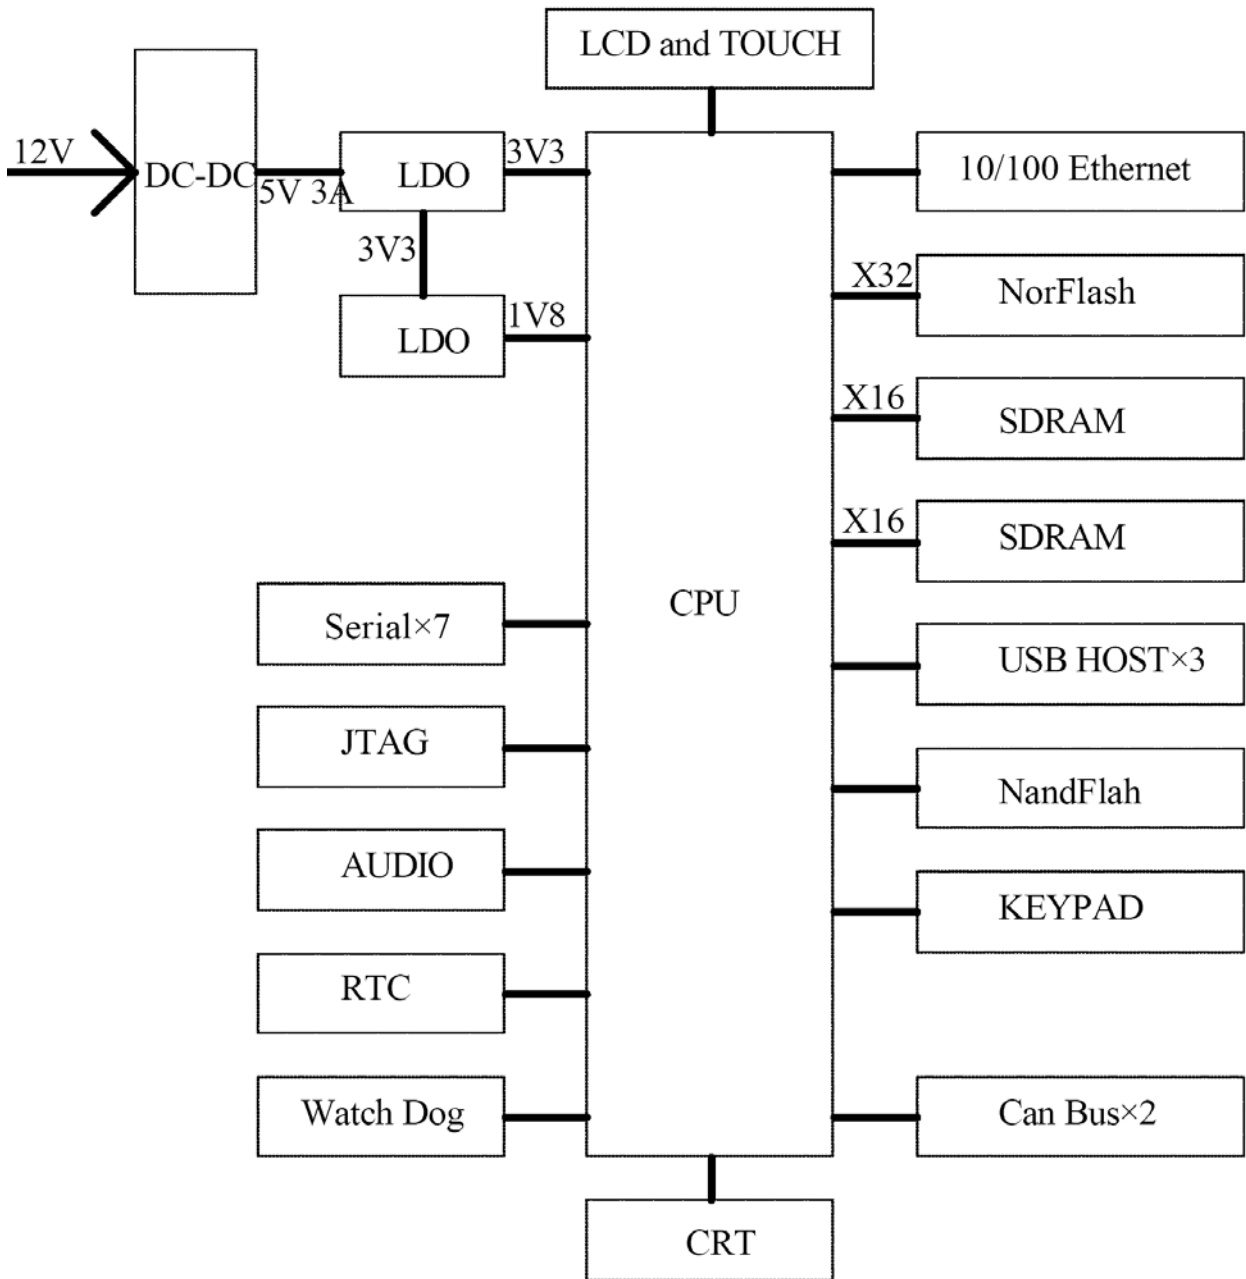 LCD and TOUCH
12V
DC-DC
5V 3A
LDO
3V3
10/100 Ethernet
3V3
X32
NorFlash
LDO
1V8
X16
SDRAM
X16
SDRAM
CPU
Serial×7
USB HOST×3
JTAG
NandFlah
AUDIO
KEYPAD
RTC
Watch Dog
Can Bus×2
CRT